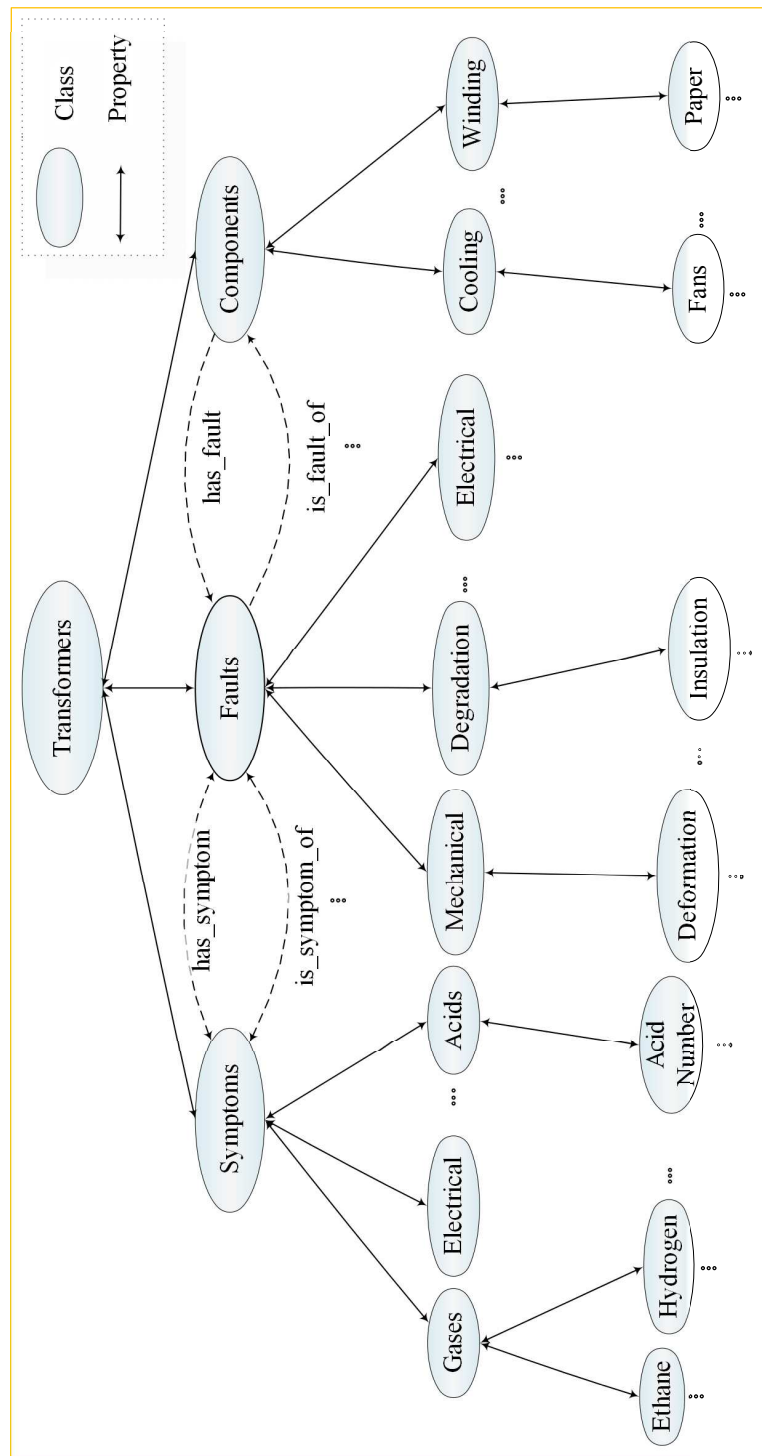 Class
Property
Transformers
Symptoms
has_symptom
is_symptom_of
Faults
has_fault
is_fault_of
Components
Gases
Electrical
Acids
Mechanical
Degradation
Electrical
Cooling
Winding
Ethane
Hydrogen
Acid
Number
Deformation
Insulation
Fans
Paper